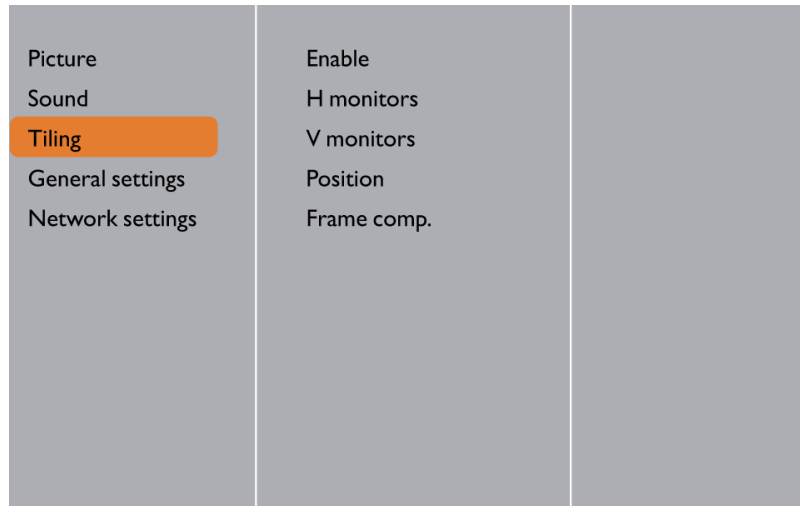 Picture
Sound
Tiling
General settings
Network settings
Enable
H monitors
V monitors
Position
Frame comp.